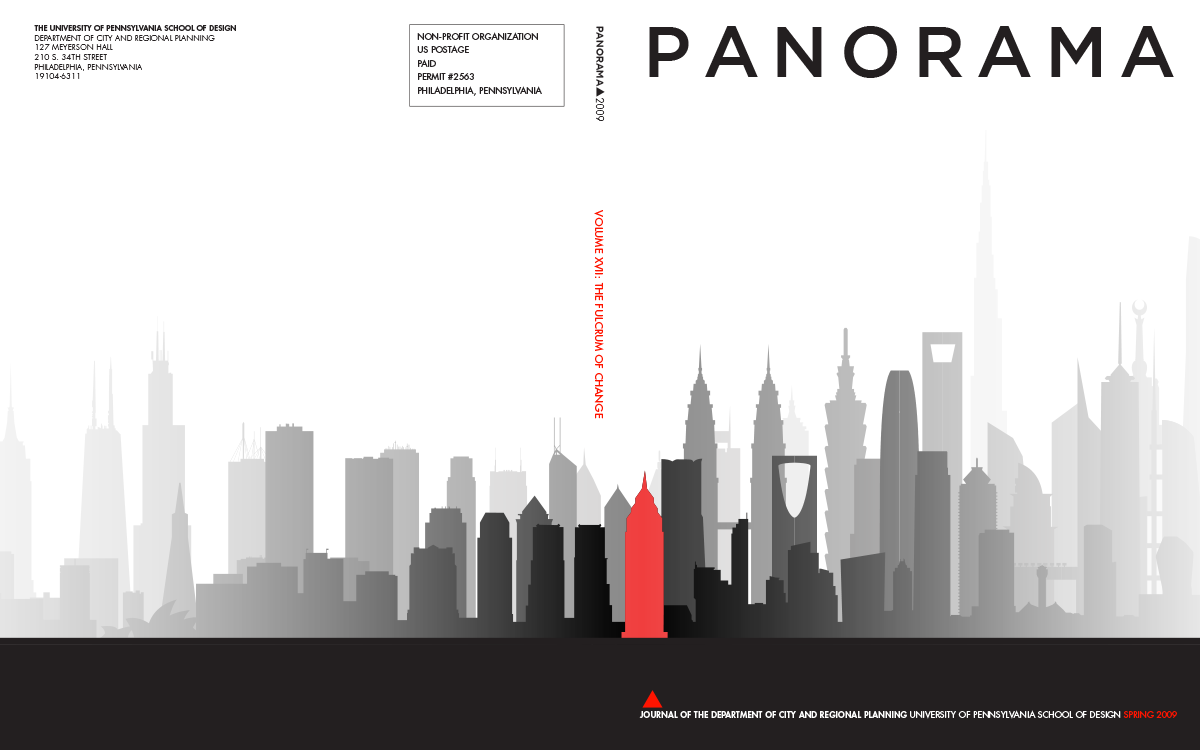 THE UNIVERSITY OF PENNSYLVANIA SCHOOL OF DESIGN
DEPARTMENT OF CITY AND REGIONAL PLANNING
127 MEYERSON HALL
210 S. 34TH STREET
PHILADELPHIA, PENNSYLVANIA
19104-6311
NON-PROFIT ORGANIZATION
US POSTAGE
PAID
PERMIT #2563
PHILADELPHIA, PENNSYLVANIA
PANORAMA▲2009
VOLUME XVII: THE FULCRUM OF CHANGE
PANORAMA
JOURNAL OF THE DEPARTMENT OF CITY AND REGIONAL PLANNING UNIVERSITY OF PENNSYLVANIA SCHOOL OF DESIGN SPRING 2009